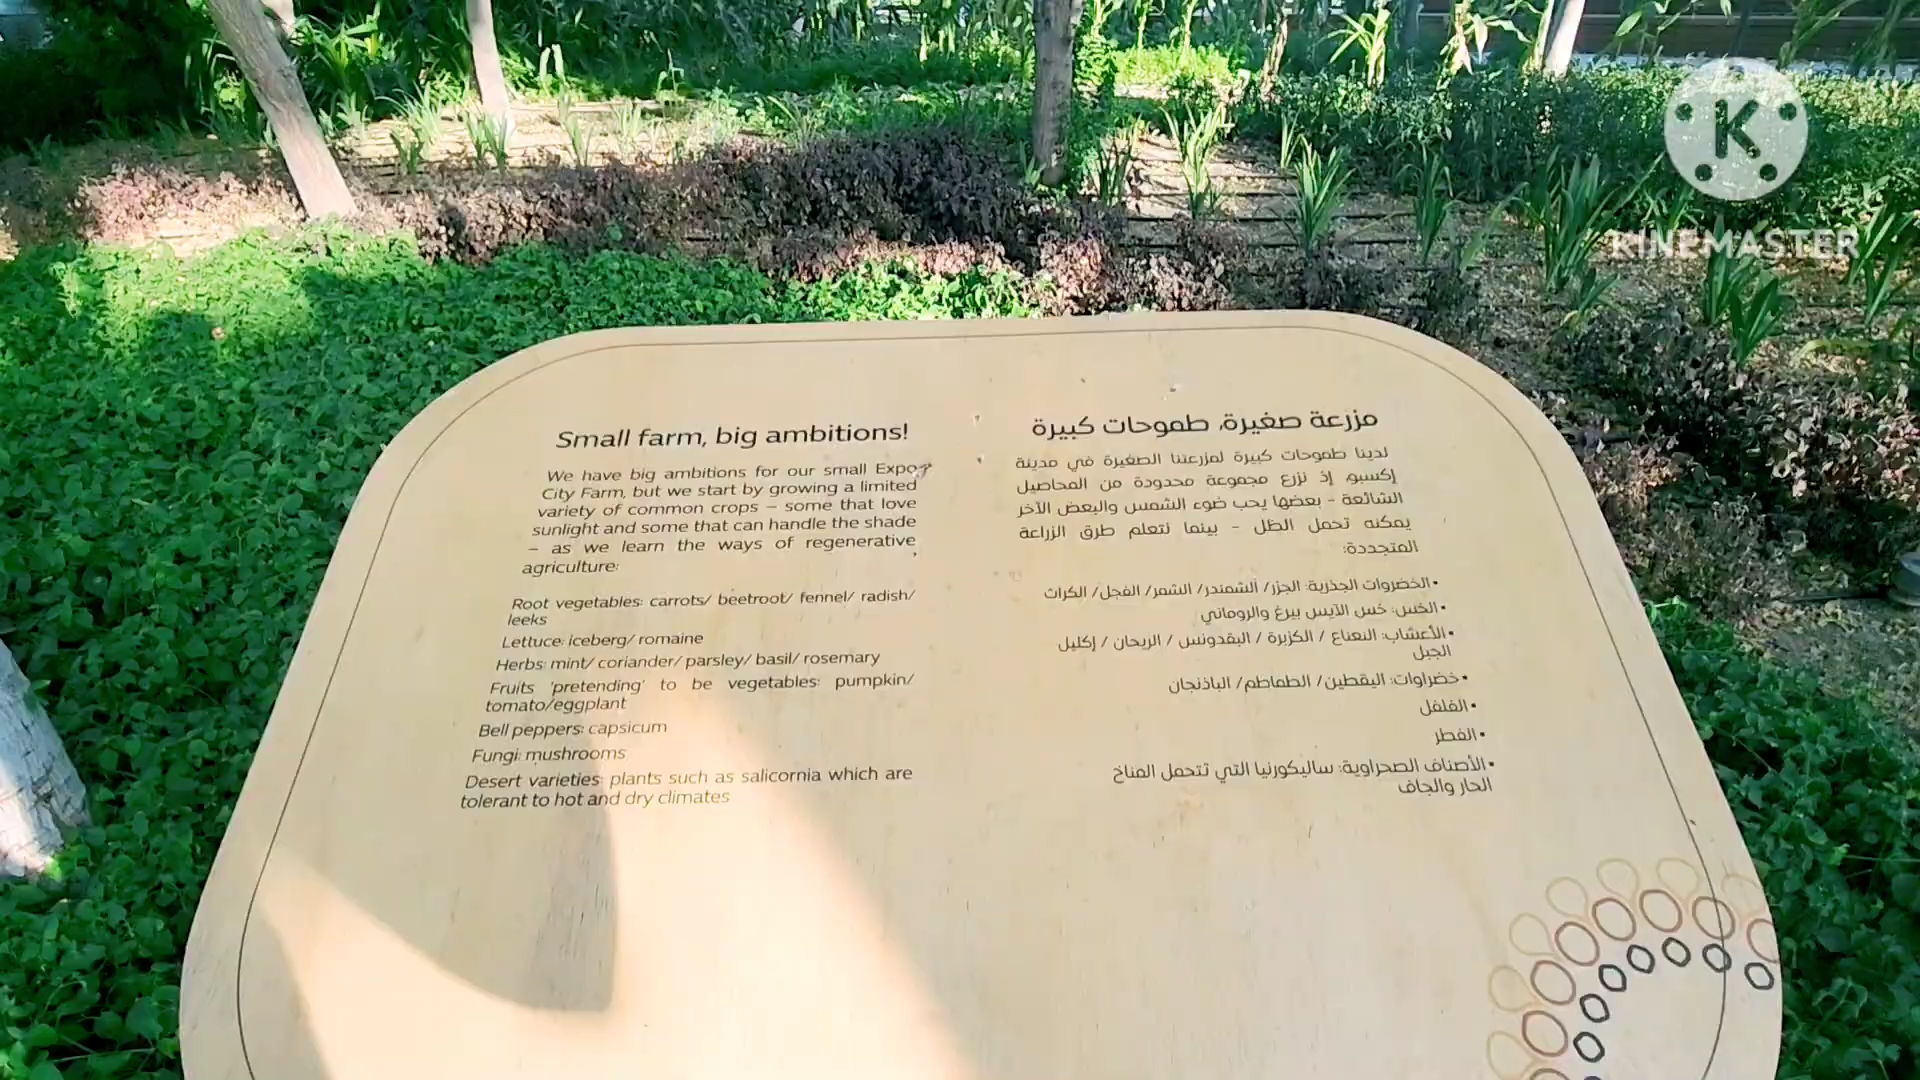 Small farm, big ambitions!
We have big ambitions for our small Expo
City Farm, but we start by growing a limited
variety of common crops – some that love
sunlight and some that can handle the shade
– as we learn the ways of regenerative
agriculture:
Root vegetables: carrots/ beetroot/ fennel/ radish/
leeks
Lettuce: iceberg/ romaine
Herbs: mint/ coriander/ parsley/ basil/ rosemary
Fruits 'pretending' to be vegetables: pumpkin/
tomato/eggplant
Bell peppers: capsicum
Fungi: mushrooms
Desert varieties: plants such as salicornia which are
tolerant to hot and dry climates
مزرعة صغيرة، طموحات كبيرة
لدينا طموحات كبيرة لمزرعتنا الصغيرة في مدينة
إكسبو، إذ نزرع مجموعة محدودة من المحاصيل
الشائعة - بعضها يحب ضوء الشمس والبعض الآخر
يمكنه تحمل الظل - بينما نتعلم طرق الزراعة
المتجددة:
•الخضروات الجذرية: الجزر/ الشمندر/ الشمر/ الفجل/ الكراث
•الخس: خس الآيس بيرغ والروماني
•الأعشاب: النعناع / الكزبرة / البقدونس / الريحان / إكليل
الجبل
•خضراوات: اليقطين/ الطماطم/ الباذنجان
•الفلفل
•الفطر
•الأصناف الصحراوية: ساليكورنيا التي تتحمل المناخ
الحار والجاف
K
KINEMASTER